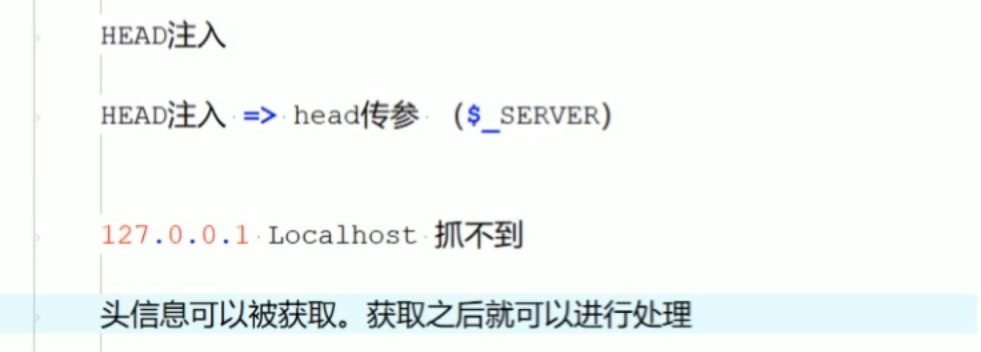 HEAD注入
HEAD注入 => head传参 ($_SERVER)
127.0.0.1 Localhost 抓不到
头信息可以被获取。获取之后就可以进行处理